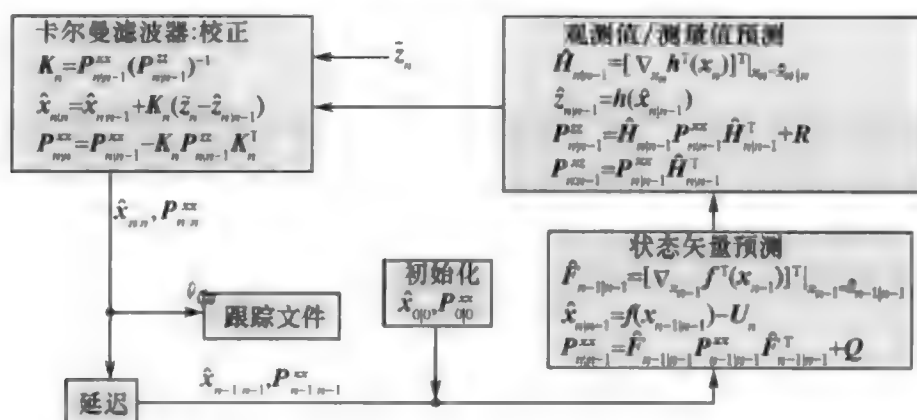 卡尔曼滤波器:校正
K_n=P^{xx}_{n|n-1}(P^{zz}_{n|n-1})^{-1}
x̂_{n|n}=x̂_{n|n-1}+K_n(z̃_n-ẑ_{n|n-1})
P^{xx}_{n|n}=P^{xx}_{n|n-1}-K_nP^{zz}_{n|n-1}K^T_n
z̃_n
观测值/测量值预测
Ĥ_{n|n-1}=[∇_{x_n}h^T(x_n)]^T|
ẑ_{n|n-1}=h(x̂_{n|n-1})
P^{zz}_{n|n-1}=Ĥ_{n|n-1}P^{xx}_{n|n-1}Ĥ^T_{n|n-1}+R
P^{xz}_{n|n-1}=P^{xx}_{n|n-1}Ĥ^T_{n|n-1}
x̂_{n|n},P^{xx}_{n|n}
状态矢量预测
F̂_{n-1|n-1}=[∇_{x_{n-1}}f^T(x_{n-1})]^T|_{x_{n-1}=x̂_{n-1|n-1}}
x̂_{n|n-1}=f(x_{n-1|n-1})-U_n
P^{xx}_{n|n-1}=F̂_{n-1|n-1}P^{xx}_{n-1|n-1}F̂^T_{n-1|n-1}+Q
初始化
x̂_{0|0},P^{xx}_{0|0}
跟踪文件
x̂_{n-1|n-1},P^{xx}_{n-1|n-1}
延迟